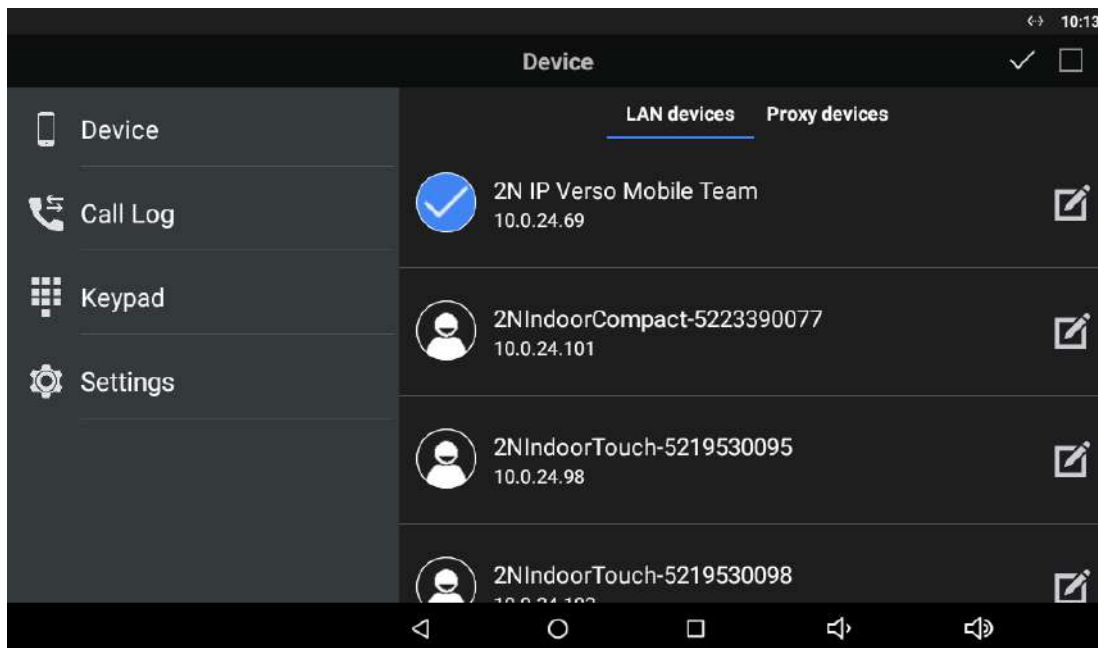 10:13
Device
Device
Call Log
Keypad
Settings
LAN devices Proxy devices
2N IP Verso Mobile Team
10.0.24.69
2NIndoorCompact-5223390077
10.0.24.101
2NIndoorTouch-5219530095
10.0.24.98
2NIndoorTouch-5219530098